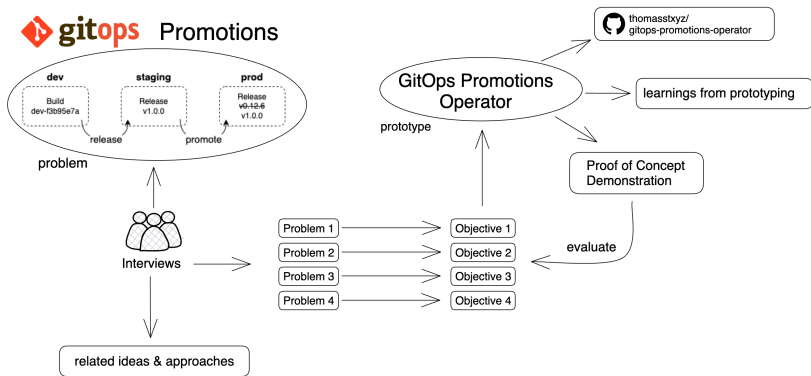 gitops Promotions
dev
staging
prod
Build
dev-f3b95e7a
Release
v1.0.0
Release
v0.12.6
v1.0.0
release
promote
problem
Interviews
related ideas & approaches
Problem 1
Problem 2
Problem 3
Problem 4
Objective 1
Objective 2
Objective 3
Objective 4
GitOps Promotions
Operator
prototype
thomasstxyz/
gitops-promotions-operator
learnings from prototyping
Proof of Concept
Demonstration
evaluate